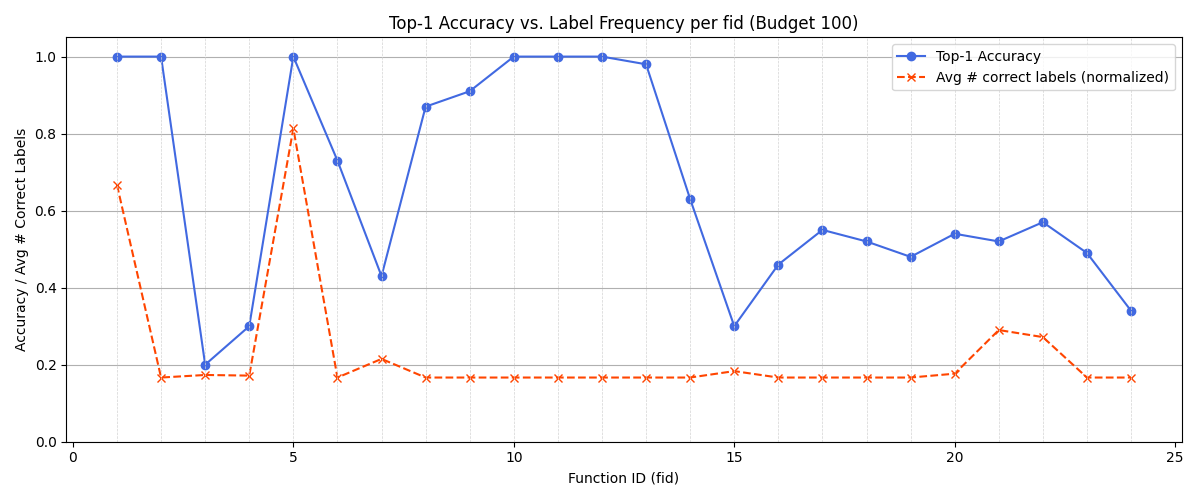 Top-1 Accuracy vs. Label Frequency per fid (Budget 100)
Top-1 Accuracy
Avg # correct labels (normalized)
Accuracy / Avg # Correct Labels
1.0
0.8
0.6
0.4
0.2
0.0
0 5 10 15 20 25
Function ID (fid)